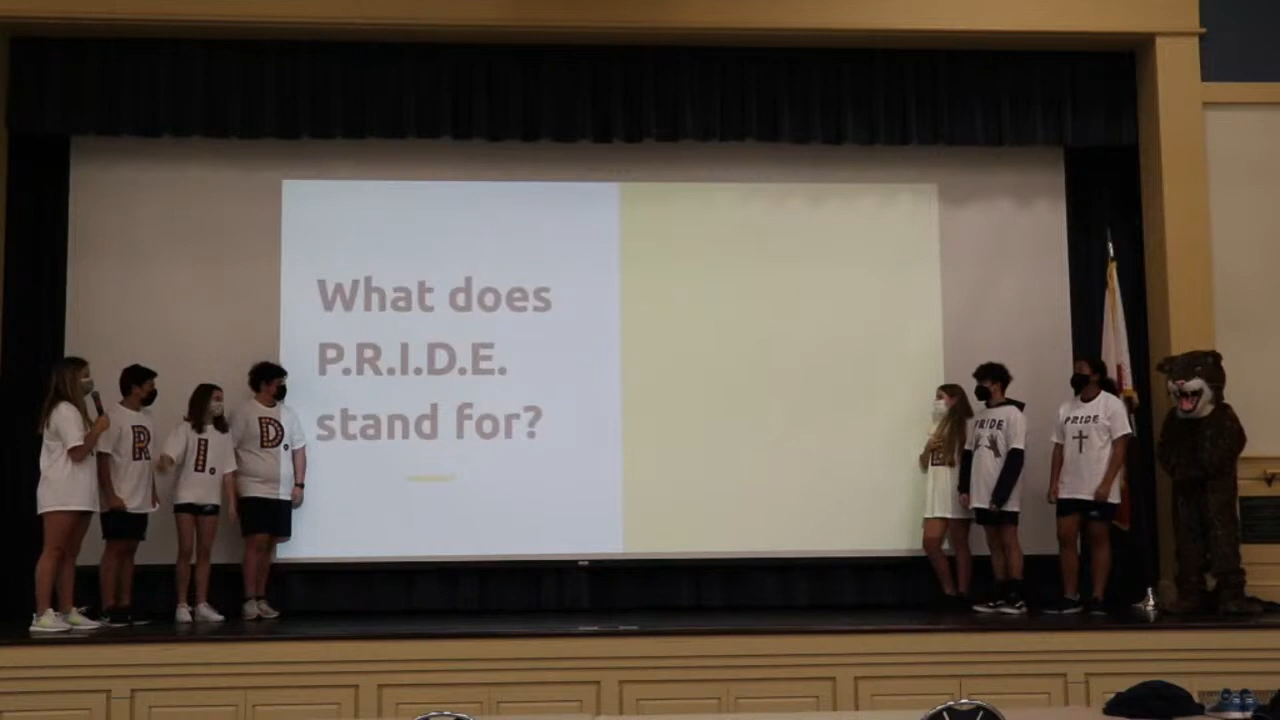 What does
P.R.I.D.E.
stand for?
R
I.
D.
E
PRIDE
PRIDE